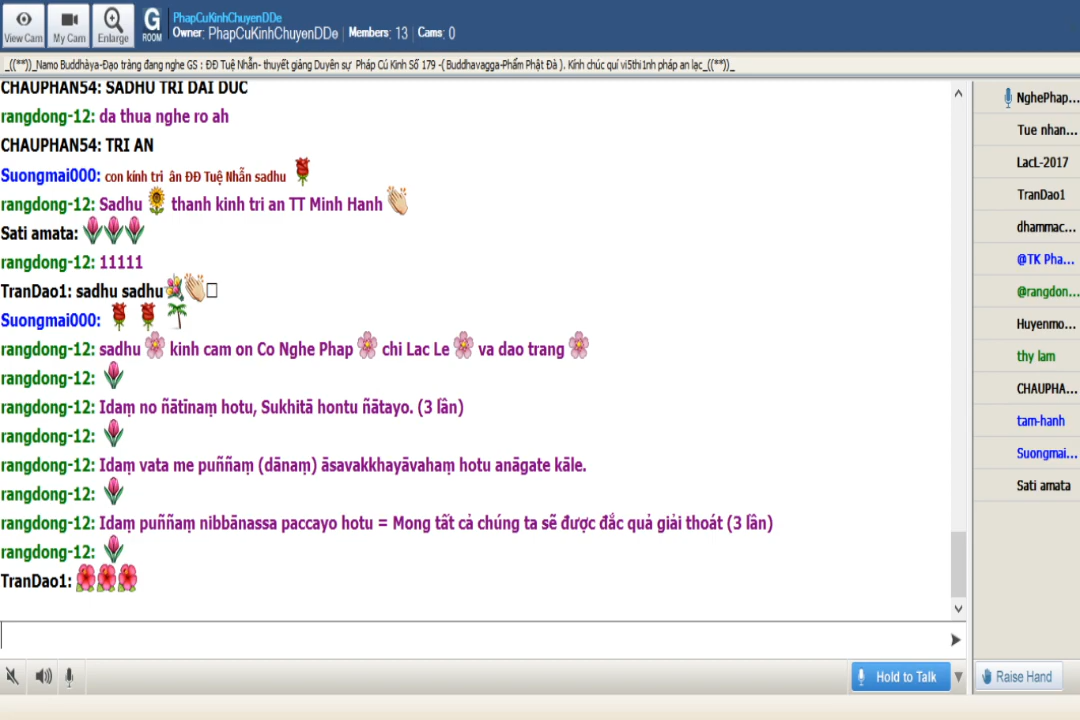 PhapCuKinhChuyenDDe
Owner: PhapCuKinhChuyenDDe Members: 13 Cams: 0
View Cam My Cam Enlarge G ROOM
_((**))_Namo Buddhàya-Đạo tràng đang nghe GS : ĐĐ Tuệ Nhẫn- thuyết giảng Duyên sự Pháp Cú Kinh Số 179 -( Buddhavagga-Phẩm Phật Đà ). Kính chúc quí vi5thi1nh pháp an lạc_((**))_
CHAUPHAN54: SADHU TRI DAI DUC
rangdong-12: da thua nghe ro ah
CHAUPHAN54: TRI AN
Suongmai000: con kính tri ân ĐĐ Tuệ Nhẫn sadhu
rangdong-12: Sadhu thanh kinh tri an TT Minh Hanh
Sati amata:
rangdong-12: 11111
TranDao1: sadhu sadhu
Suongmai000:
rangdong-12: sadhu kinh cam on Co Nghe Phap chi Lac Le va dao trang
rangdong-12:
rangdong-12: Idaṃ no ñātīnaṃ hotu, Sukhitā hontu ñātayo. (3 lần)
rangdong-12:
rangdong-12: Idaṃ vata me puññaṃ (dānaṃ) āsavakkhayāvahaṃ hotu anāgate kāle.
rangdong-12:
rangdong-12: Idaṃ puññaṃ nibbānassa paccayo hotu = Mong tất cả chúng ta sẽ được đắc quả giải thoát (3 lần)
rangdong-12:
TranDao1:
NghePhap...
Tue nhan...
LacL-2017
TranDao1
dhammac...
@TK Pha...
@rangdon...
Huyenmo...
thy lam
CHAUPHA...
tam-hanh
Suongmai...
Sati amata
Hold to Talk
Raise Hand